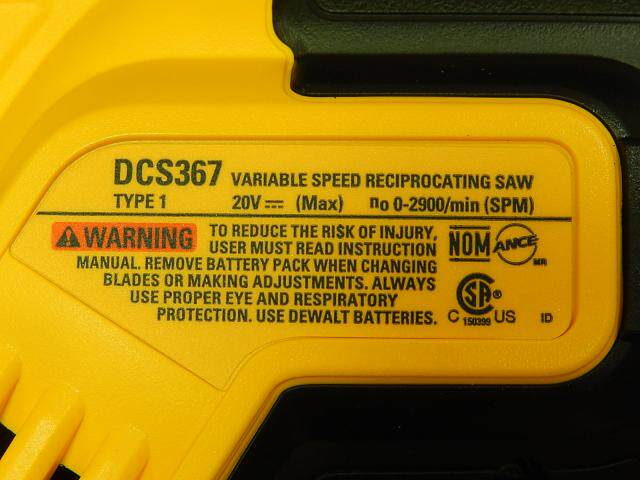 DCS367 VARIABLE SPEED RECIPROCATING SAW
TYPE 1 20V ⎓ (Max) no 0-2900/min (SPM)
⚠WARNING TO REDUCE THE RISK OF INJURY,
USER MUST READ INSTRUCTION
MANUAL. REMOVE BATTERY PACK WHEN CHANGING
BLADES OR MAKING ADJUSTMENTS. ALWAYS
USE PROPER EYE AND RESPIRATORY
PROTECTION. USE DEWALT BATTERIES.
NOM ANCE MR
CSA®
C 150399 US ID